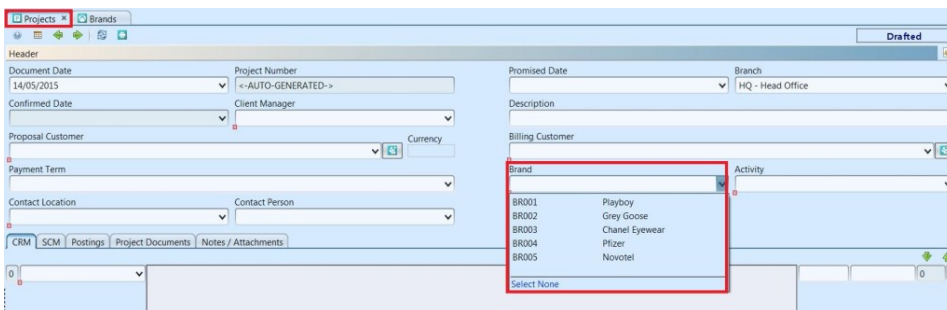 Projects × Brands
Drafted
Header
Document Date Project Number Promised Date Branch
14/05/2015 <-AUTO-GENERATED-> HQ - Head Office
Confirmed Date Client Manager Description
Proposal Customer Currency Billing Customer
Payment Term Brand Activity
BR001 Playboy
Contact Location Contact Person
BR002 Grey Goose
BR003 Chanel Eyewear
BR004 Pfizer
CRM SCM Postings Project Documents Notes / Attachments
BR005 Novotel
0 0
Select None